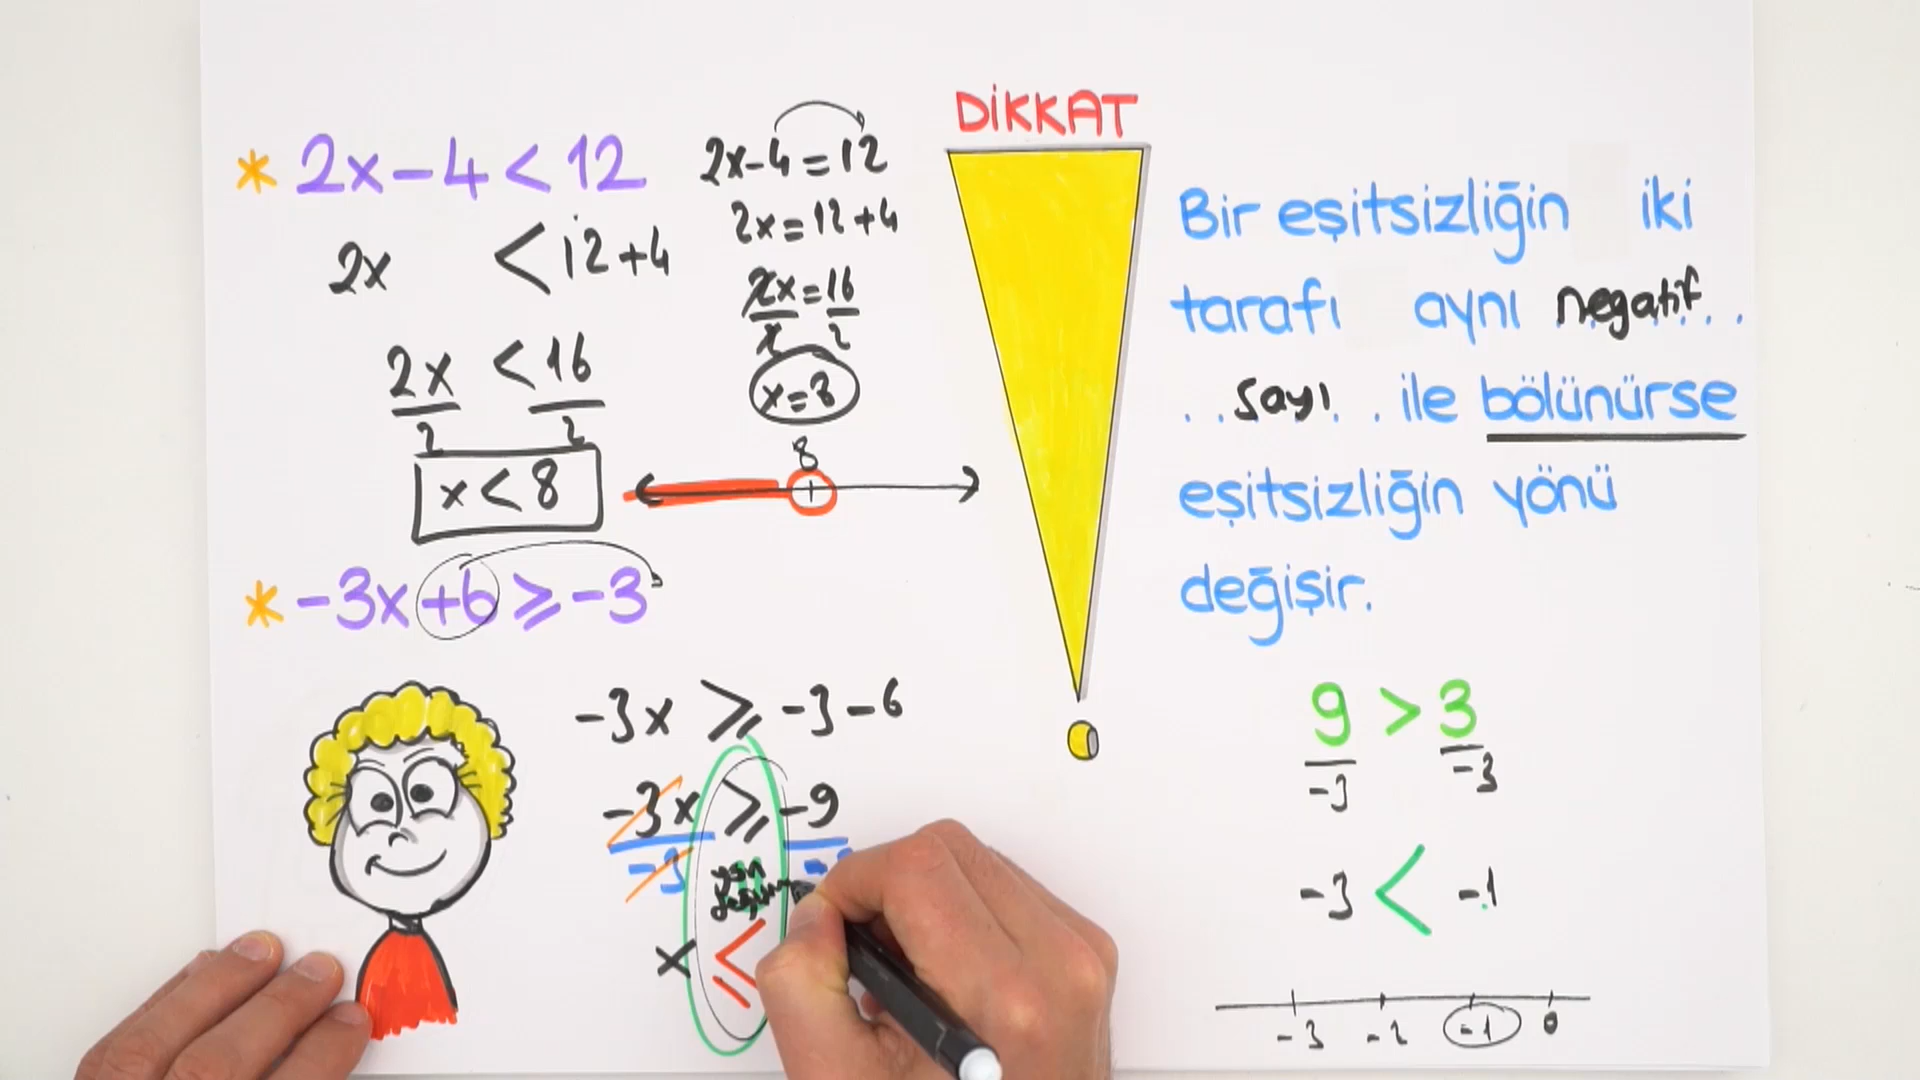 * 2x-4<12
2x < 12+4
2x < 16
2 2
x < 8
2x-4=12
2x=12+4
2x=16
2 2
x=8
8
* -3x+6 ⩾ -3
-3x ⩾ -3-6
-3x ⩾ -9
-3
yön
x ⩽
DİKKAT
Bir eşitsizliğin iki
tarafı aynı negatif..
..sayı.. ile bölünürse
eşitsizliğin yönü
değişir.
9 > 3
-3 -3
-3 < -1
-3 -2 -1 0